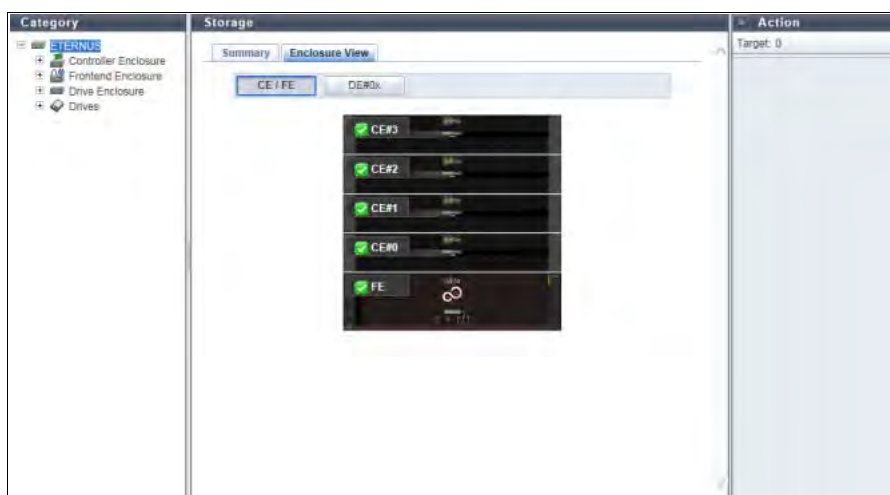 Category
ETERNUS
Controller Enclosure
Frontend Enclosure
Drive Enclosure
Drives
Storage
Summary
Enclosure View
CE / FE
DE#0x
CE#3
CE#2
CE#1
CE#0
FE
Action
Target: 0